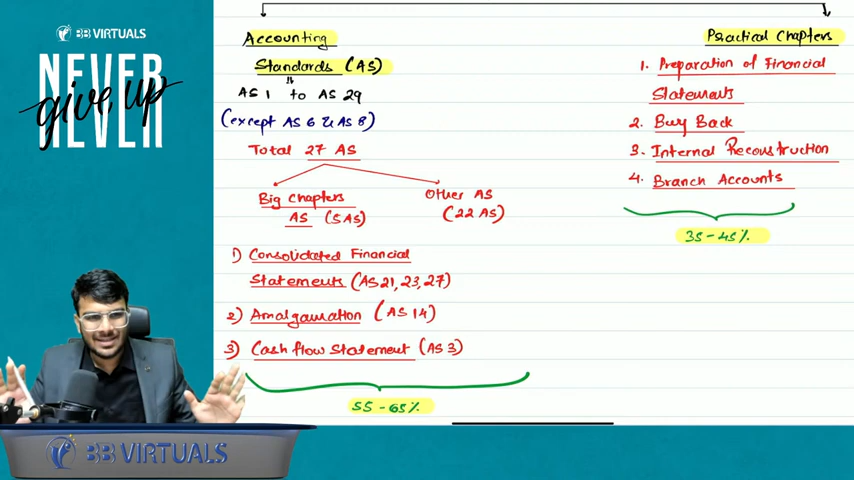 BB VIRTUALS
NEVER
give up
NEVER
Accounting
Standards (AS)
AS 1 to AS 29
(except AS 6 & AS 8)
Total 27 AS
Big Chapters
AS (5 AS)
Other AS
(22 AS)
1) Consolidated Financial
Statements (AS 21, 23, 27)
2) Amalgamation (AS 14)
3) Cash flow Statement (AS 3)
55 - 65%
Practical Chapters
1. Preparation of Financial
Statements
2. Buy Back
3. Internal Reconstruction
4. Branch Accounts
35 - 45%
BB VIRTUALS